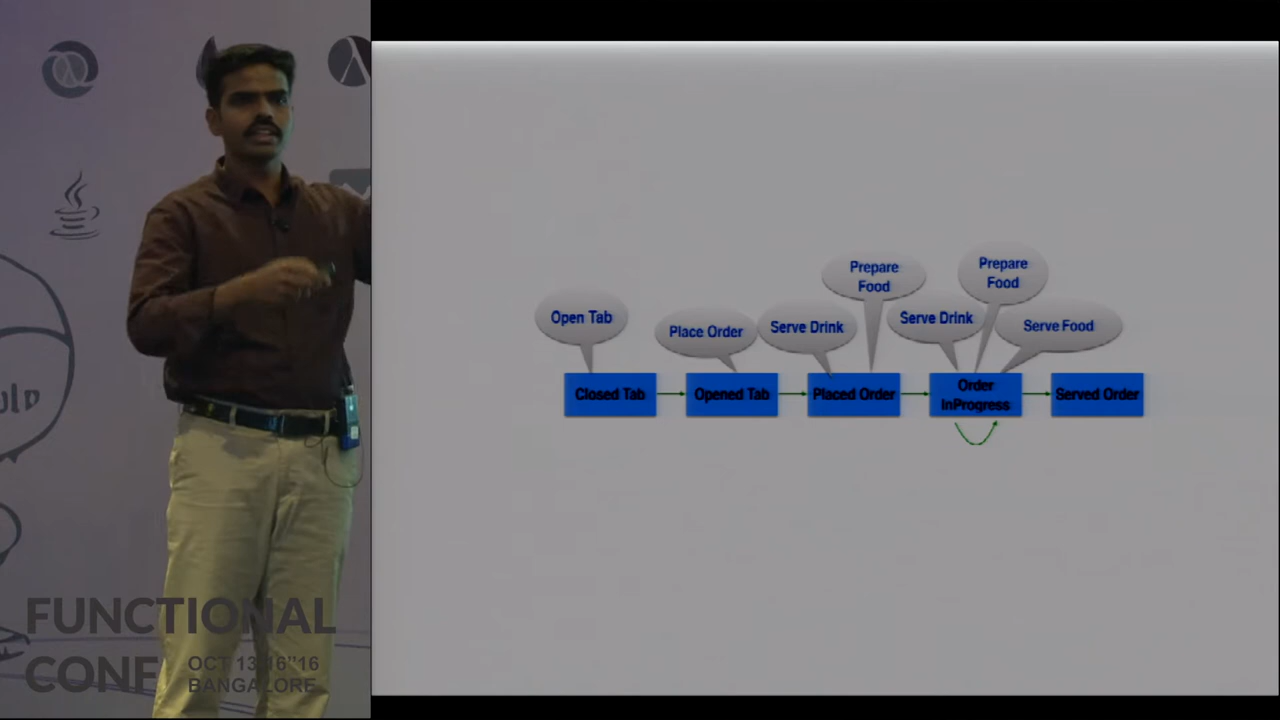 Prepare
Food
Prepare
Food
Open Tab
Place Order
Serve Drink
Serve Drink
Serve Food
Closed Tab
Opened Tab
Placed Order
Order
InProgress
Served Order
FUNCTIONAL
CONF
OCT 13-16"16
BANGALORE